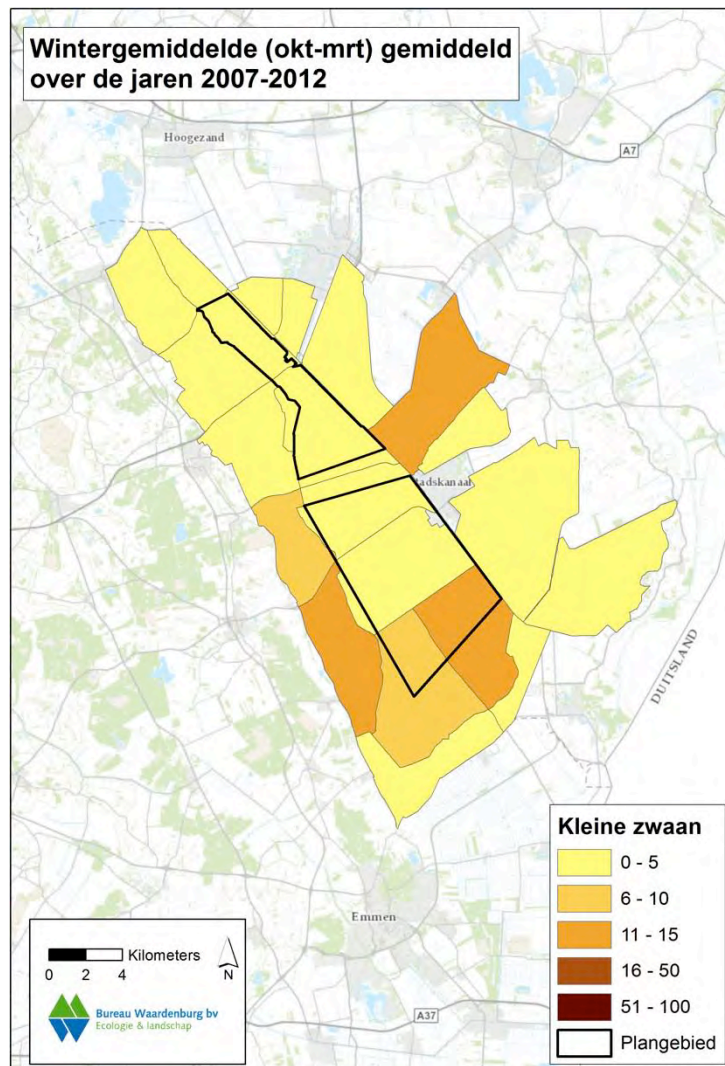 Wintergemiddelde (okt-mrt) gemiddeld
over de jaren 2007-2012
Hoogezand
A7
adskanaal
DUITSLAND
Kleine zwaan
0 - 5
6 - 10
11 - 15
16 - 50
51 - 100
Plangebied
Emmen
Kilometers
0 2 4
N
Bureau Waardenburg bv
Ecologie & landschap
A37